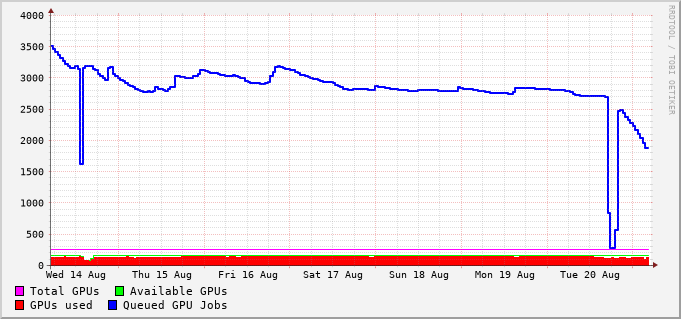 4000
3500
3000
2500
2000
1500
1000
500
0
Wed 14 Aug Thu 15 Aug Fri 16 Aug Sat 17 Aug Sun 18 Aug Mon 19 Aug Tue 20 Aug
Total GPUs Available GPUs
GPUs used Queued GPU Jobs
RRDTOOL / TOBI OETIKER